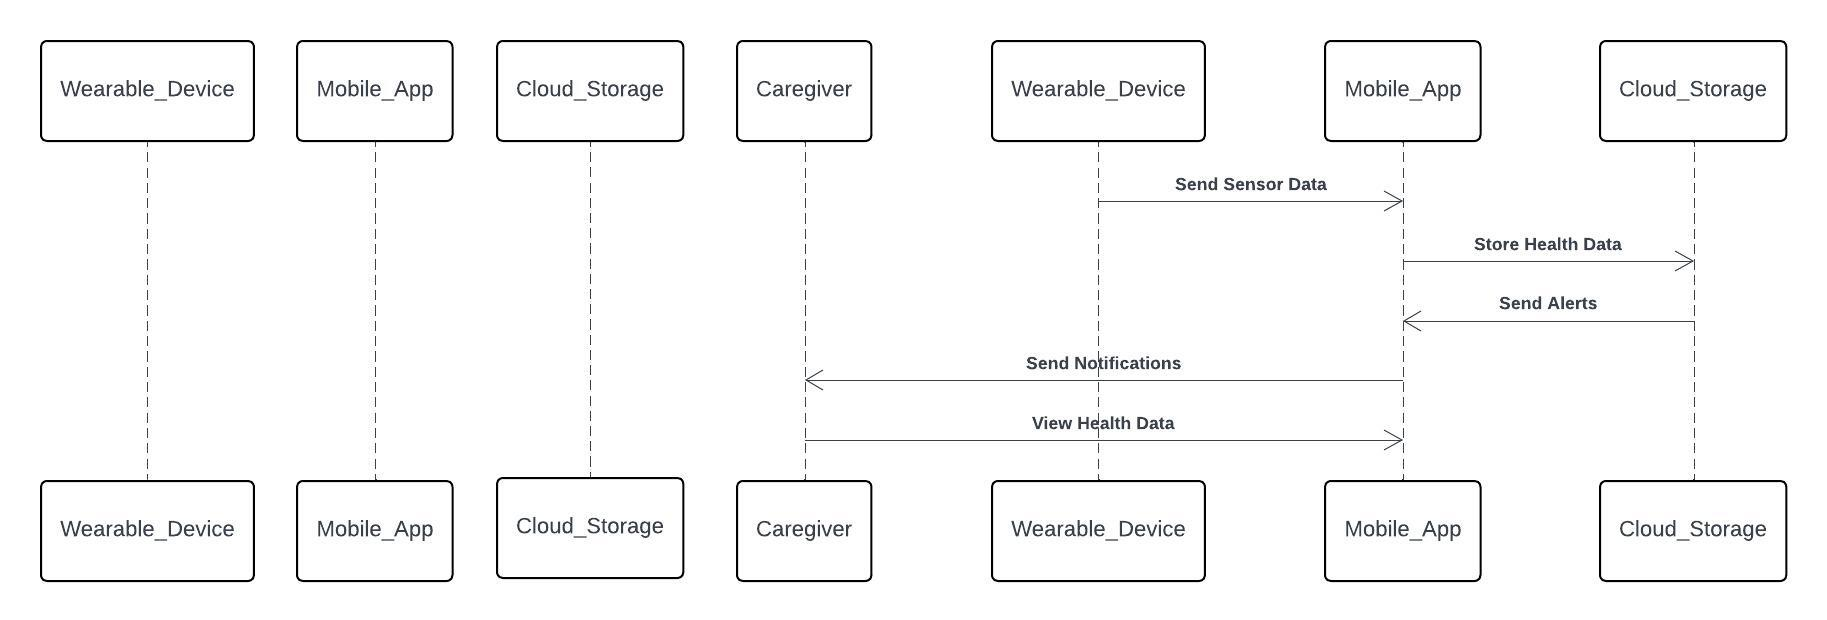 Wearable_Device
Mobile_App
Cloud_Storage
Caregiver
Wearable_Device
Mobile_App
Cloud_Storage
Send Sensor Data
Store Health Data
Send Alerts
Send Notifications
View Health Data
Wearable_Device
Mobile_App
Cloud_Storage
Caregiver
Wearable_Device
Mobile_App
Cloud_Storage